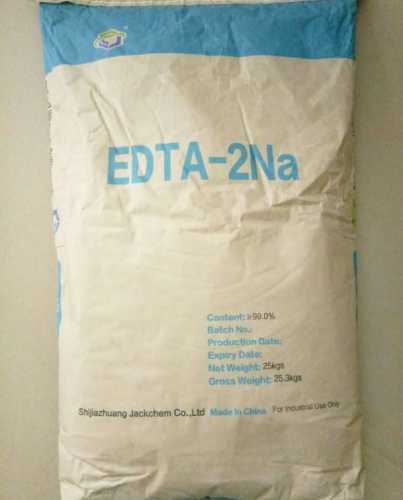 EDTA-2Na
Content: ≥99.0%
Batch No.:
Production Date:
Expiry Date:
Net Weight: 25kgs
Gross Weight: 25.3kgs
Shijiazhuang Jackchem Co.,Ltd Made In China For Industrial Use Only